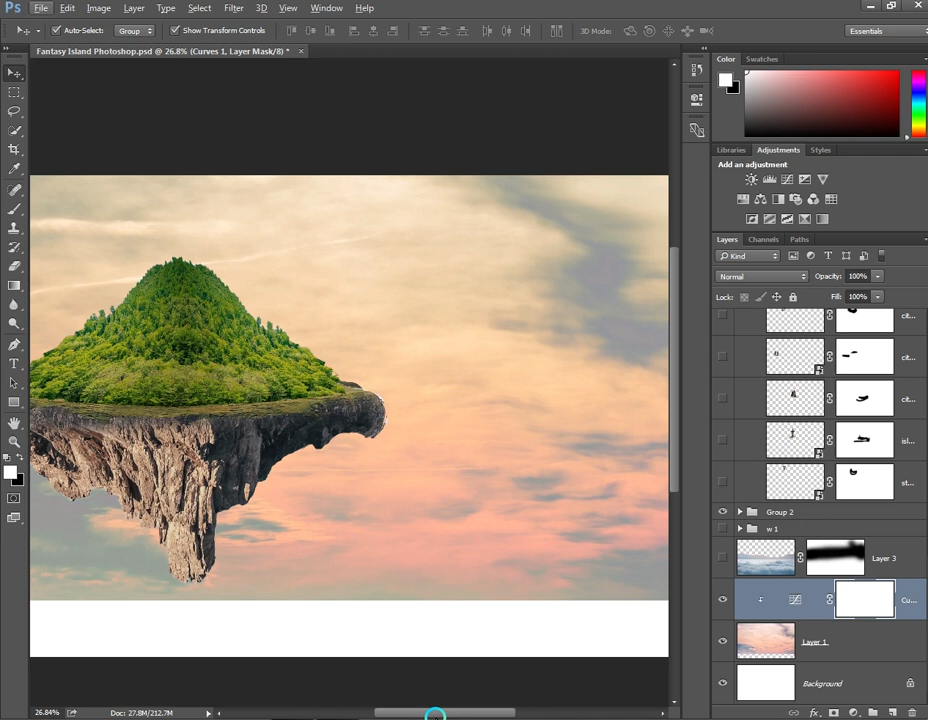 Ps File Edit Image Layer Type Select Filter 3D View Window Help
Auto-Select: Group Show Transform Controls 3D Mode: Essentials
Fantasy Island Photoshop.psd @ 26.8% (Curves 1, Layer Mask/8) * ×
Color Swatches
Libraries Adjustments Styles
Add an adjustment
Layers Channels Paths
Kind
Normal Opacity: 100%
Lock: Fill: 100%
cit...
cit...
cit...
isl...
st...
Group 2
w 1
Layer 3
Cu...
Layer 1
Background
26.84% Doc: 27.8M/212.7M